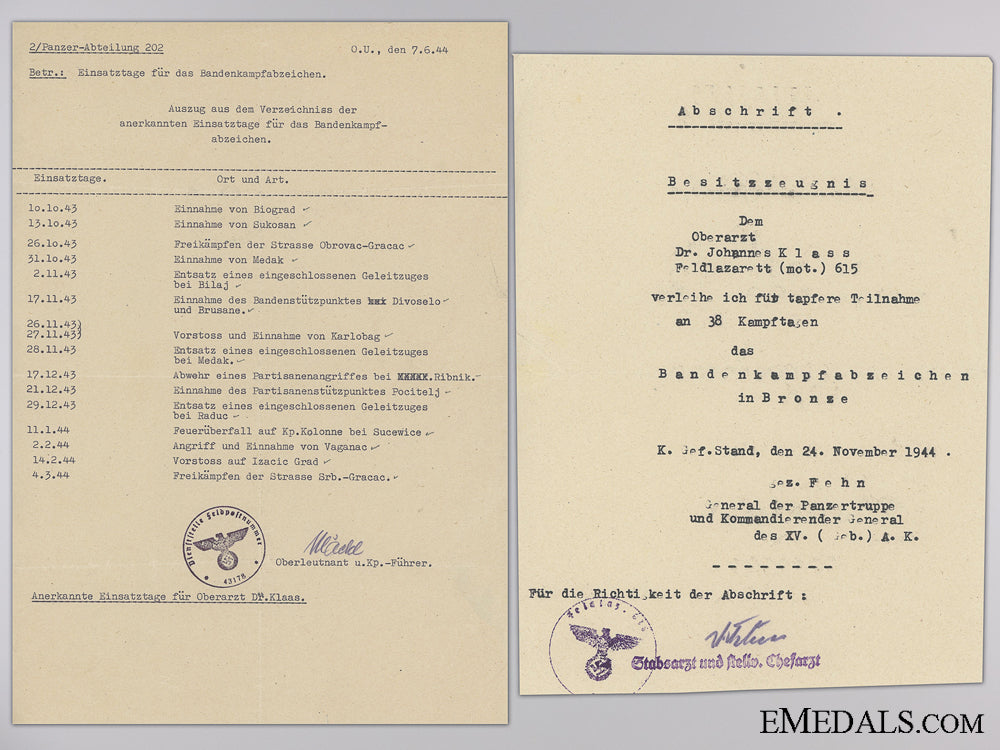 2/Panzer-Abteilung 202
O.U., den 7.6.44
Betr.: Einsatztage für das Bandenkampfabzeichen.
Auszug aus dem Verzeichniss der
anerkannten Einsatztage für das Bandenkampf-
abzeichen.
Einsatztage. Ort und Art.
1o.1o.43 Einnahme von Biograd
13.1o.43 Einnahme von Sukosan
26.1o.43 Freikämpfen der Strasse Obrovac-Gracac
31.1o.43 Einnahme von Medak
2.11.43 Entsatz eines eingeschlossenen Geleitzuges
bei Bilaj
17.11.43 Einnahme des Bandenstützpunktes xxx Divoselo
und Brusane.
26.11.43)
27.11.43) Vorstoss und Einnahme von Karlobag
28.11.43 Entsatz eines eingeschlossenen Geleitzuges
bei Medak.
17.12.43 Abwehr eines Partisanenangriffes bei XXXXX.Ribnik.
21.12.43 Einnahme des Partisanenstützpunktes Pocitelj
29.12.43 Entsatz eines eingeschlossenen Geleitzuges
bei Raduc
11.1.44 Feuerüberfall auf Kp.Kolonne bei Sucewice
2.2.44 Angriff und Einnahme von Vaganac
14.2.44 Vorstoss auf Izacic Grad
4.3.44 Freikämpfen der Strasse Srb.-Gracac.
Dienststelle Feldpostnummer
43178
Oberleutnant u.Kp.-Führer.
Anerkannte Einsatztage für Oberarzt Dr.Klaas.
Abschrift .
Besitzzeugnis
Dem
Oberarzt
Dr. Johannes Klass
Feldlazarett (mot.) 615
verleihe ich für tapfere Teilnahme
an 38 Kampftagen
das
Bandenkampfabzeichen
in Bronze
K. Gef.Stand, den 24. November 1944 .
gez. Fehn
General der Panzertruppe
und Kommandierender General
des XV. ( Geb.) A. K.
Für die Richtigkeit der Abschrift :
Feldlaz. 615
Stabsarzt und stellv. Chefarzt
EMEDALS.COM